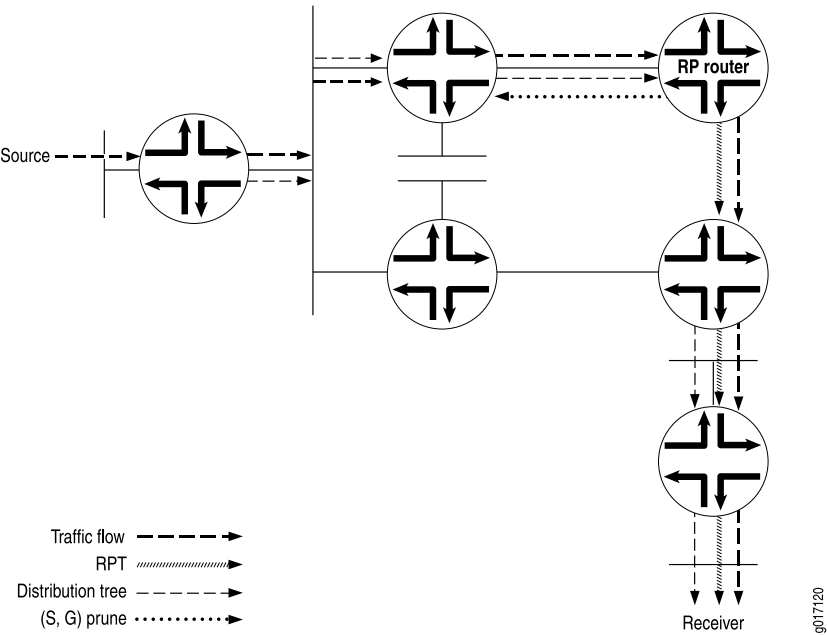 RP router
Source
Traffic flow
RPT
Distribution tree
(S, G) prune
Receiver
g017120